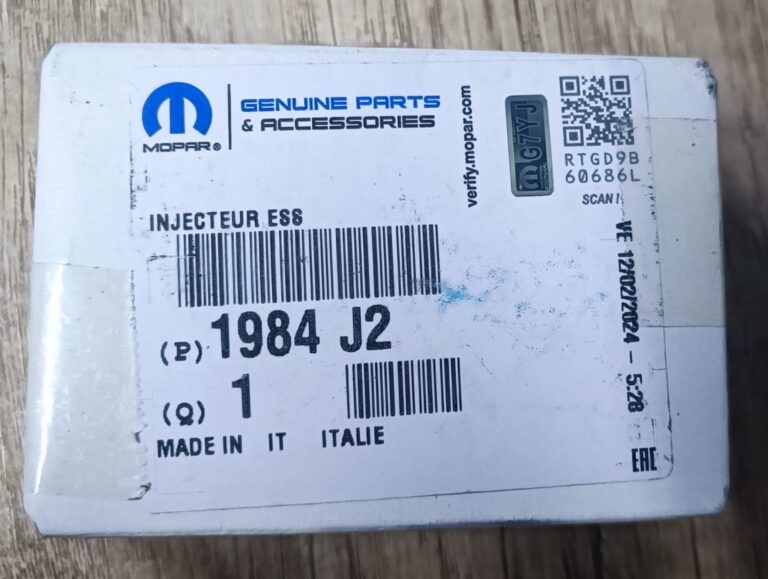 MOPAR®
GENUINE PARTS
& ACCESSORIES
verify.mopar.com
G7YJ
RTGD9B
60686L
SCAN!
INJECTEUR ESS
VE 12/02/2024 - 5:28
(P) 1984 J2
(Q) 1
MADE IN IT ITALIE
EAC